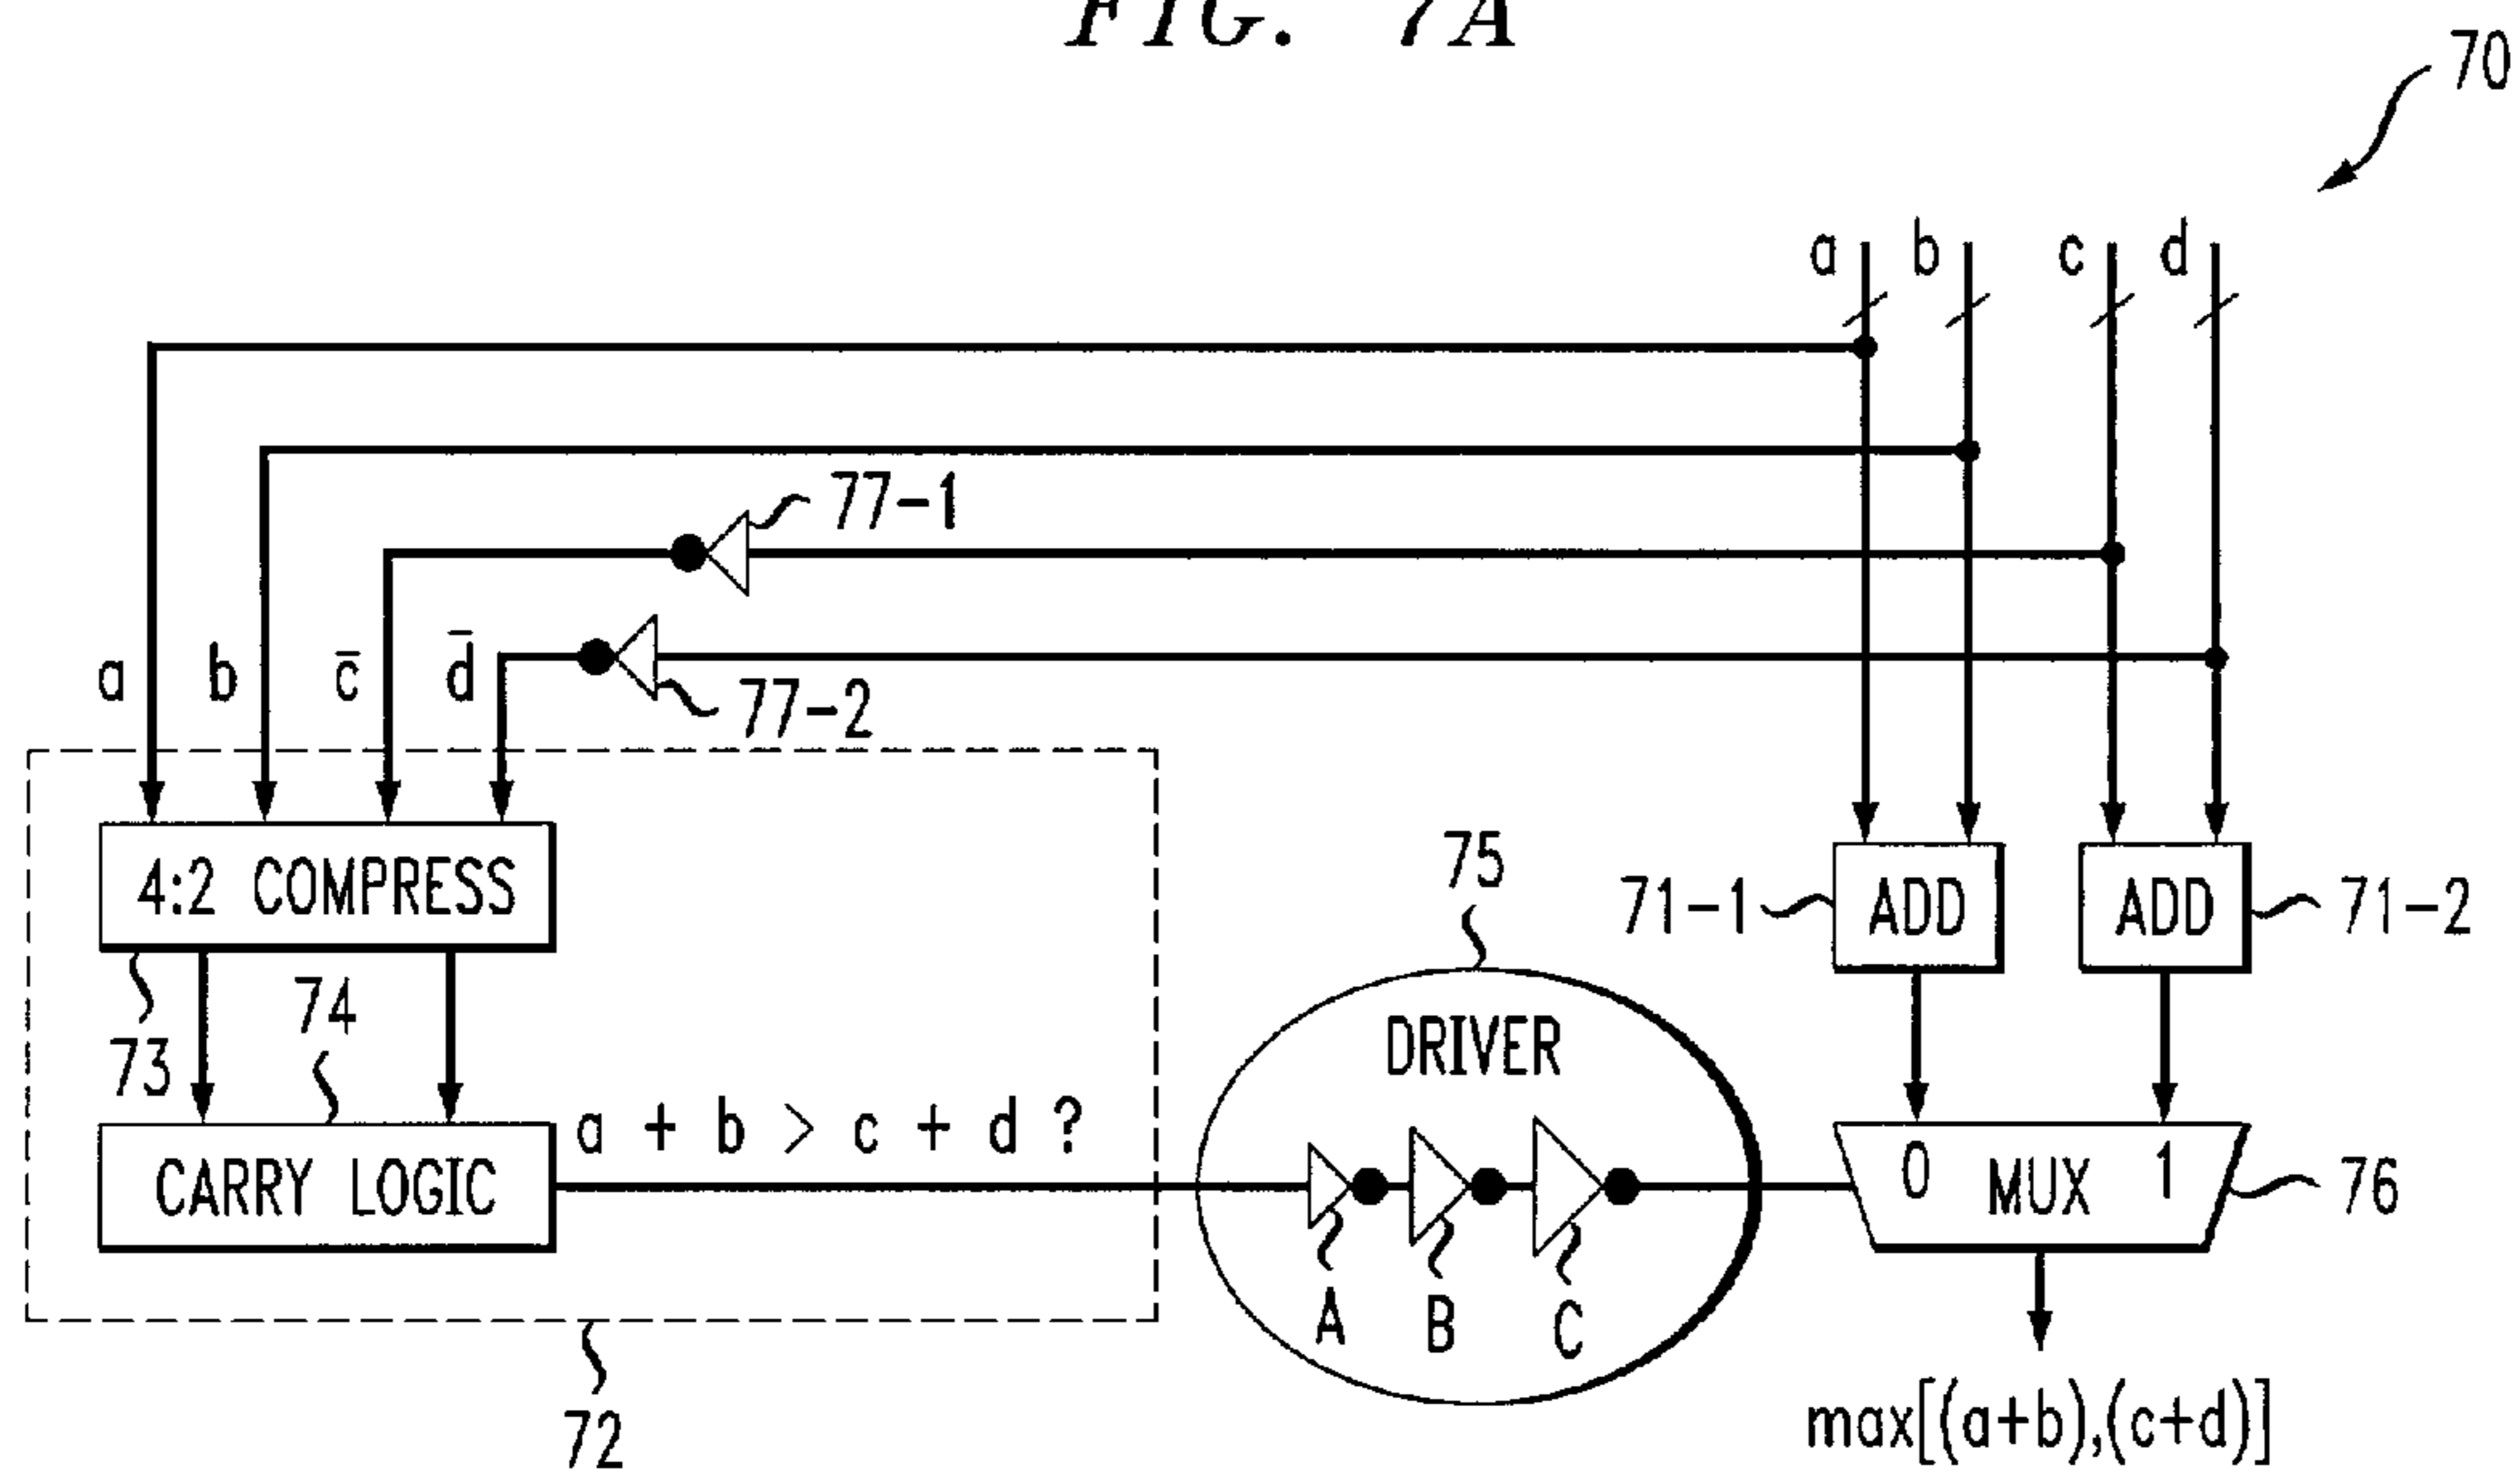 FIG. 7A
70
a b c d
77-1
a b c̄ d̄
77-2
4:2 COMPRESS
75
71-1 ADD ADD 71-2
73 74
DRIVER
a + b > c + d ?
CARRY LOGIC
0 MUX 1 76
A B C
72
max[(a+b),(c+d)]